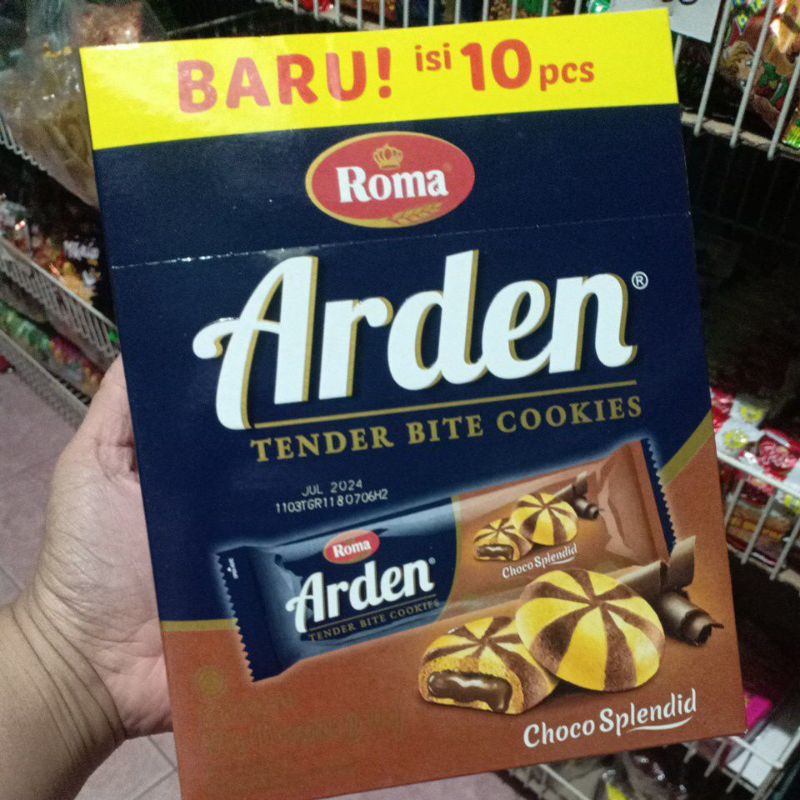 BARU! isi 10 pcs
Roma
Arden®
TENDER BITE COOKIES
JUL 2024
1103TGR1180706H2
Roma
Arden
TENDER BITE COOKIES
Choco Splendid
Choco Splendid